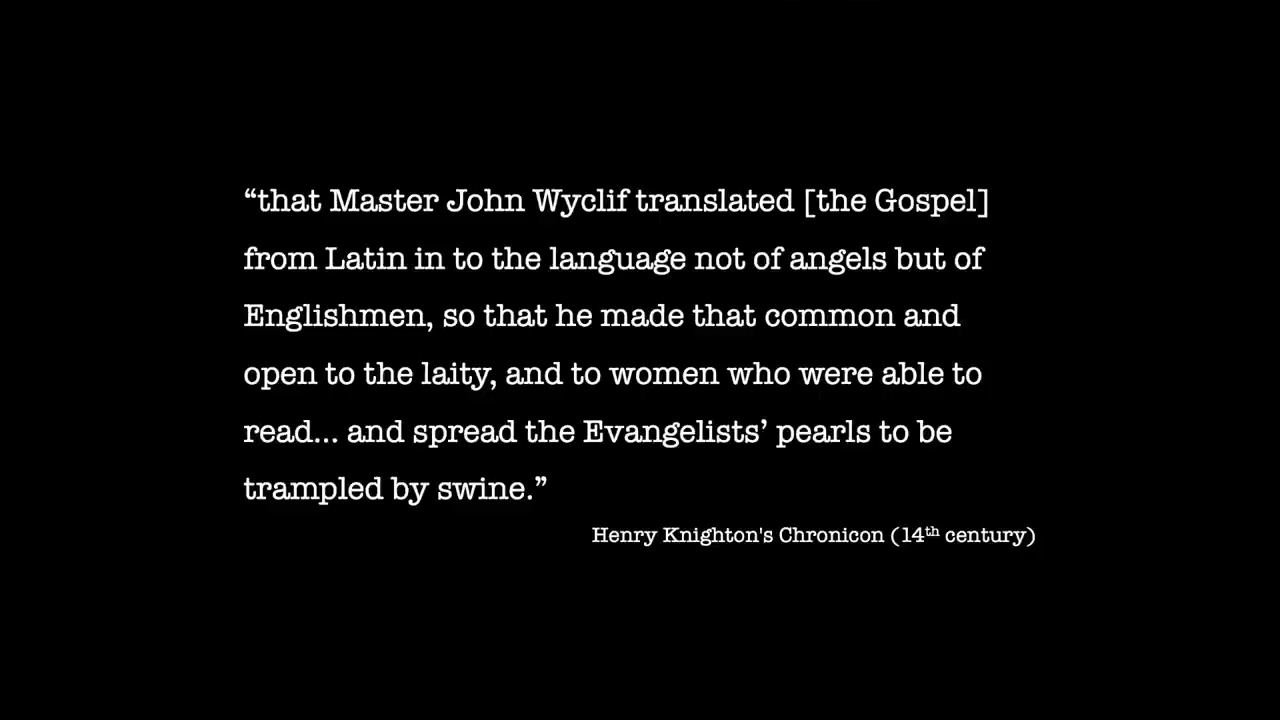 “that Master John Wyclif translated [the Gospel]
from Latin in to the language not of angels but of
Englishmen, so that he made that common and
open to the laity, and to women who were able to
read... and spread the Evangelists’ pearls to be
trampled by swine.”
Henry Knighton's Chronicon (14th century)